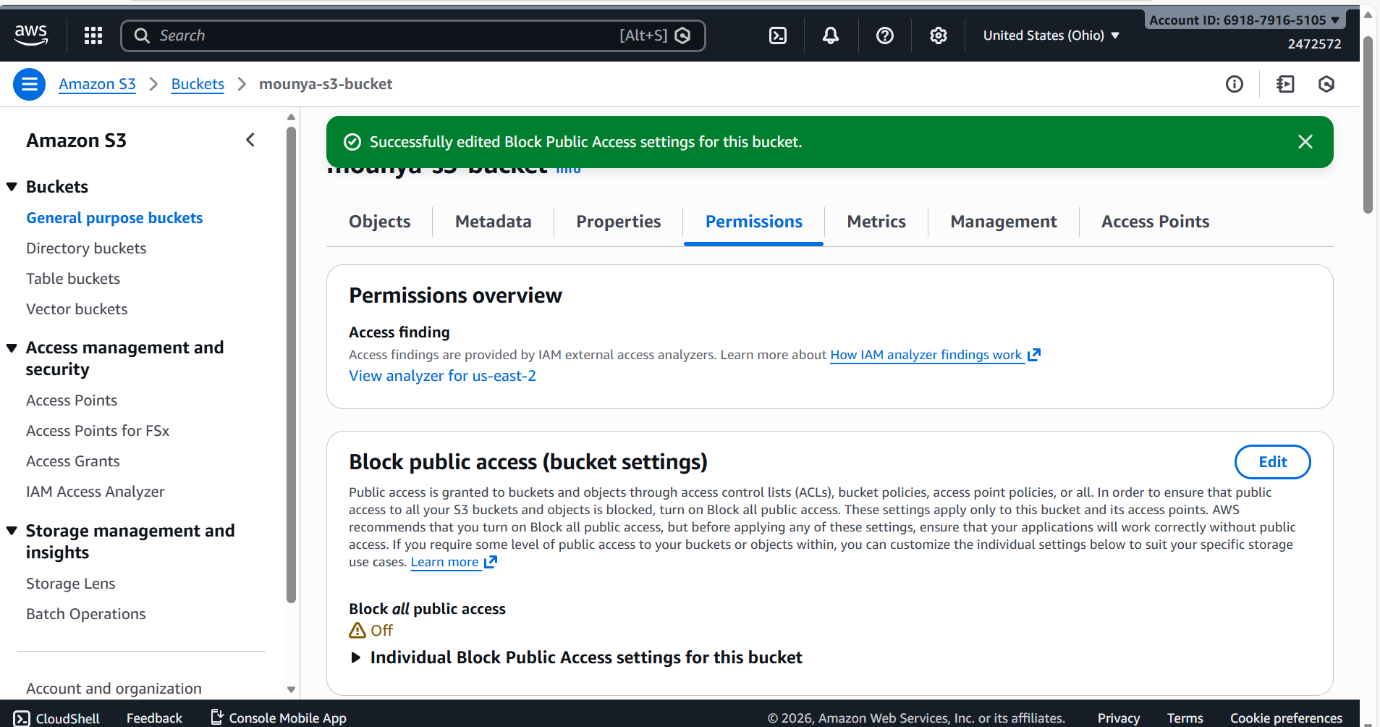 aws
Search
[Alt+S]
United States (Ohio)
Account ID: 6918-7916-5105
2472572
Amazon S3
Buckets
mounya-s3-bucket
Amazon S3
Buckets
General purpose buckets
Directory buckets
Table buckets
Vector buckets
Access management and
security
Access Points
Access Points for FSx
Access Grants
IAM Access Analyzer
Storage management and
insights
Storage Lens
Batch Operations
Account and organization
Successfully edited Block Public Access settings for this bucket.
mounya-s3-bucket Info
Objects
Metadata
Properties
Permissions
Metrics
Management
Access Points
Permissions overview
Access finding
Access findings are provided by IAM external access analyzers. Learn more about How IAM analyzer findings work
View analyzer for us-east-2
Block public access (bucket settings)
Edit
Public access is granted to buckets and objects through access control lists (ACLs), bucket policies, access point policies, or all. In order to ensure that public
access to all your S3 buckets and objects is blocked, turn on Block all public access. These settings apply only to this bucket and its access points. AWS
recommends that you turn on Block all public access, but before applying any of these settings, ensure that your applications will work correctly without public
access. If you require some level of public access to your buckets or objects within, you can customize the individual settings below to suit your specific storage
use cases. Learn more
Block all public access
Off
Individual Block Public Access settings for this bucket
CloudShell
Feedback
Console Mobile App
© 2026, Amazon Web Services, Inc. or its affiliates.
Privacy
Terms
Cookie preferences